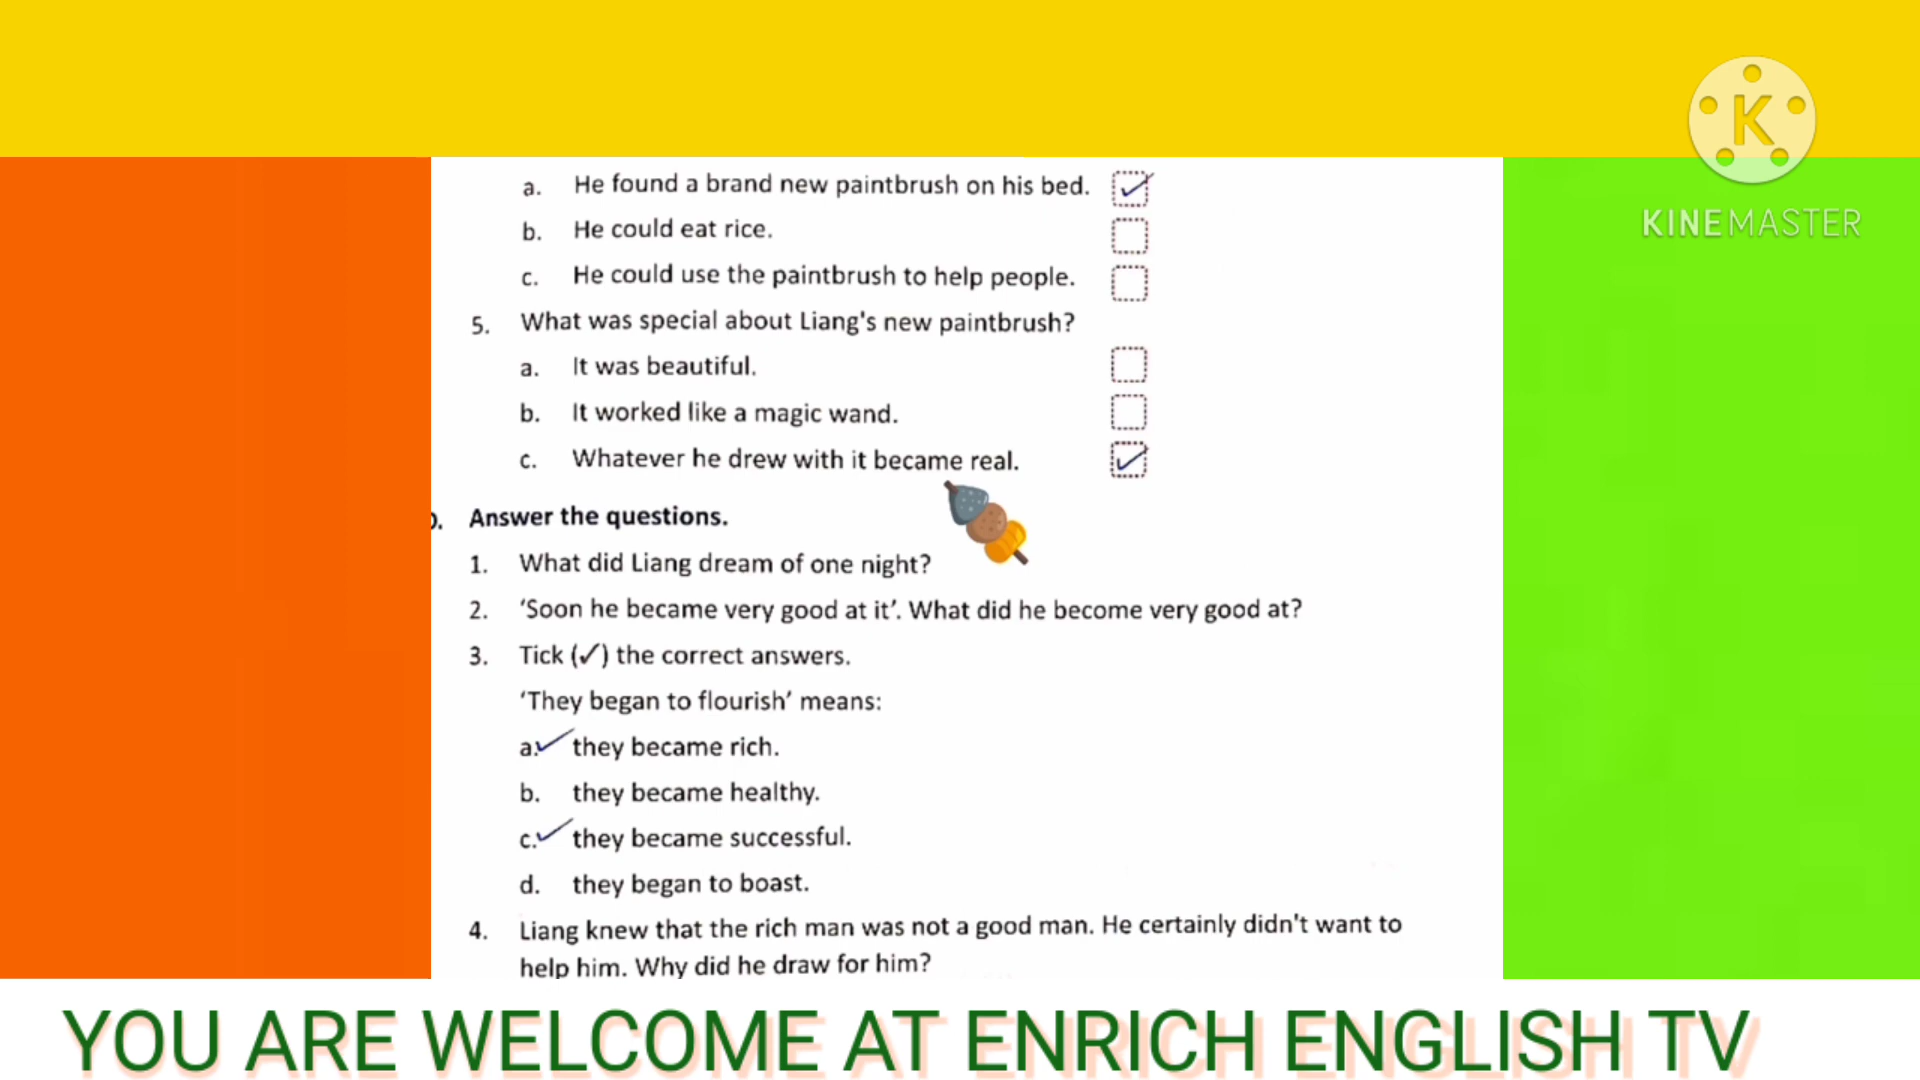 K
KINEMASTER
a. He found a brand new paintbrush on his bed. ✓
b. He could eat rice.
c. He could use the paintbrush to help people.
5. What was special about Liang's new paintbrush?
a. It was beautiful.
b. It worked like a magic wand.
c. Whatever he drew with it became real. ✓
Answer the questions.
1. What did Liang dream of one night?
2. ‘Soon he became very good at it’. What did he become very good at?
3. Tick (✓) the correct answers.
‘They began to flourish’ means:
a. ✓ they became rich.
b. they became healthy.
c. ✓ they became successful.
d. they began to boast.
4. Liang knew that the rich man was not a good man. He certainly didn't want to
help him. Why did he draw for him?
YOU ARE WELCOME AT ENRICH ENGLISH TV